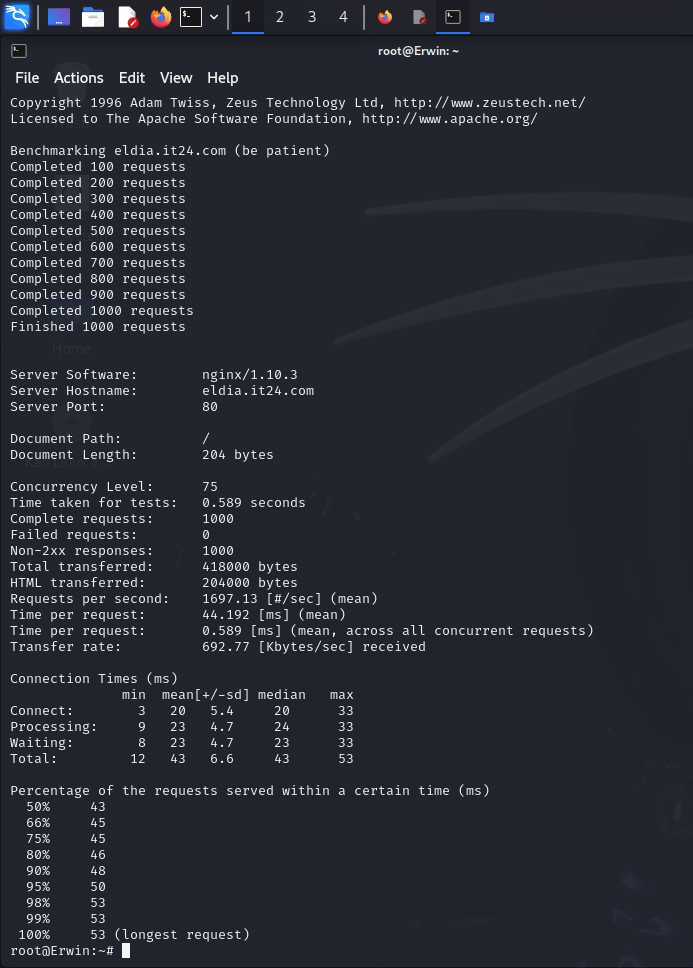 1 2 3 4
root@Erwin: ~
File Actions Edit View Help
Copyright 1996 Adam Twiss, Zeus Technology Ltd, http://www.zeustech.net/
Licensed to The Apache Software Foundation, http://www.apache.org/
Benchmarking eldia.it24.com (be patient)
Completed 100 requests
Completed 200 requests
Completed 300 requests
Completed 400 requests
Completed 500 requests
Completed 600 requests
Completed 700 requests
Completed 800 requests
Completed 900 requests
Completed 1000 requests
Finished 1000 requests
Home
Server Software: nginx/1.10.3
Server Hostname: eldia.it24.com
Server Port: 80
Document Path: /
Document Length: 204 bytes
Concurrency Level: 75
Time taken for tests: 0.589 seconds
Complete requests: 1000
Failed requests: 0
Non-2xx responses: 1000
Total transferred: 418000 bytes
HTML transferred: 204000 bytes
Requests per second: 1697.13 [#/sec] (mean)
Time per request: 44.192 [ms] (mean)
Time per request: 0.589 [ms] (mean, across all concurrent requests)
Transfer rate: 692.77 [Kbytes/sec] received
Connection Times (ms)
min mean[+/-sd] median max
Connect: 3 20 5.4 20 33
Processing: 9 23 4.7 24 33
Waiting: 8 23 4.7 23 33
Total: 12 43 6.6 43 53
Percentage of the requests served within a certain time (ms)
50% 43
66% 45
75% 45
80% 46
90% 48
95% 50
98% 53
99% 53
100% 53 (longest request)
root@Erwin:~#